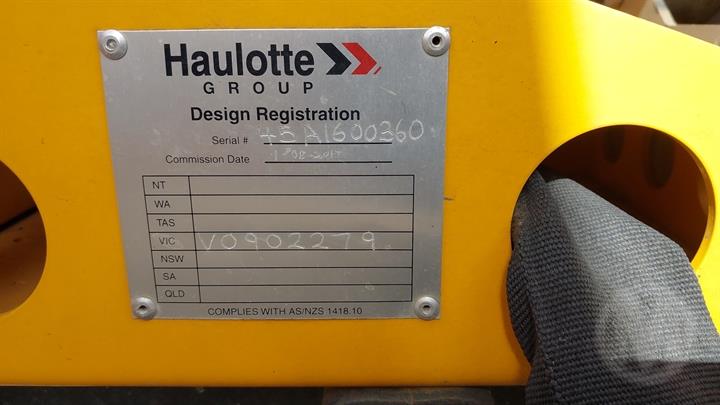 Haulotte
GROUP
Design Registration
Serial # 45A1600360
Commission Date
NT
WA
TAS
VIC V0902279
NSW
SA
QLD
COMPLIES WITH AS/NZS 1418.10